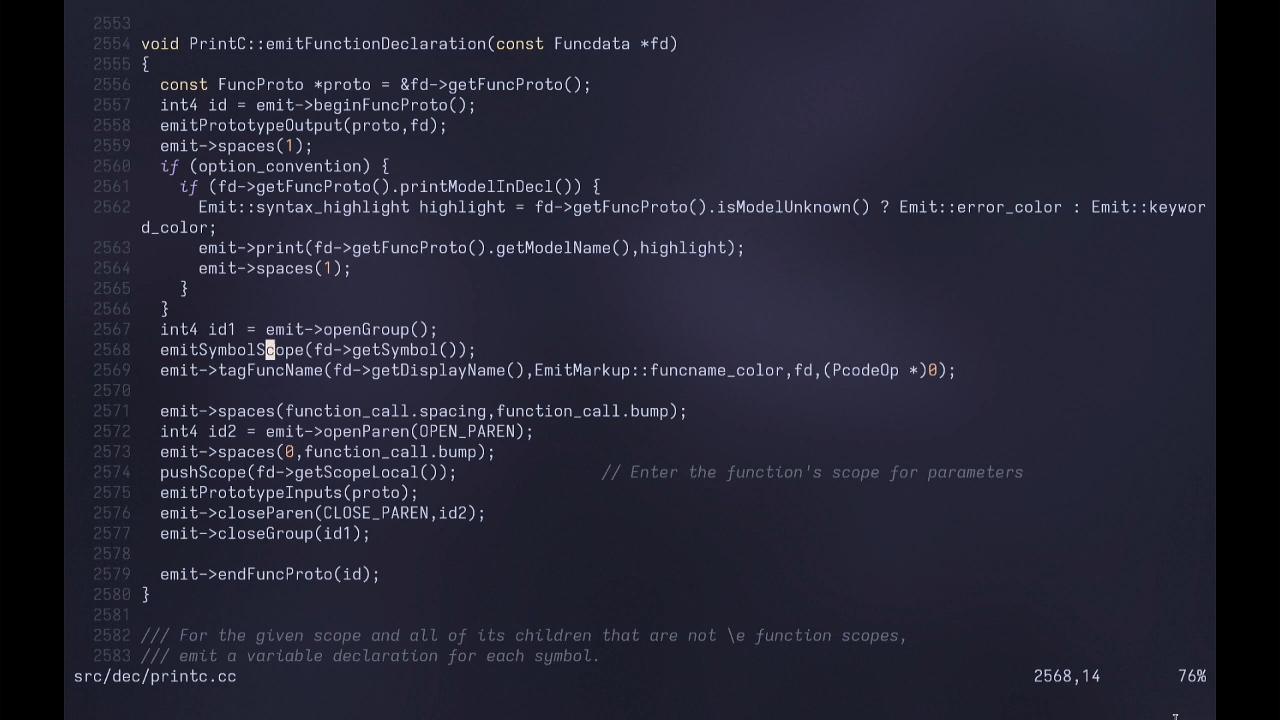 2553
2554 void PrintC::emitFunctionDeclaration(const Funcdata *fd)
2555 {
2556   const FuncProto *proto = &fd->getFuncProto();
2557   int4 id = emit->beginFuncProto();
2558   emitPrototypeOutput(proto,fd);
2559   emit->spaces(1);
2560   if (option_convention) {
2561     if (fd->getFuncProto().printModelInDecl()) {
2562       Emit::syntax_highlight highlight = fd->getFuncProto().isModelUnknown() ? Emit::error_color : Emit::keywor
d_color;
2563       emit->print(fd->getFuncProto().getModelName(),highlight);
2564       emit->spaces(1);
2565     }
2566   }
2567   int4 id1 = emit->openGroup();
2568   emitSymbolScope(fd->getSymbol());
2569   emit->tagFuncName(fd->getDisplayName(),EmitMarkup::funcname_color,fd,(PcodeOp *)0);
2570
2571   emit->spaces(function_call.spacing,function_call.bump);
2572   int4 id2 = emit->openParen(OPEN_PAREN);
2573   emit->spaces(0,function_call.bump);
2574   pushScope(fd->getScopeLocal());               // Enter the function's scope for parameters
2575   emitPrototypeInputs(proto);
2576   emit->closeParen(CLOSE_PAREN,id2);
2577   emit->closeGroup(id1);
2578
2579   emit->endFuncProto(id);
2580 }
2581
2582 /// For the given scope and all of its children that are not \e function scopes,
2583 /// emit a variable declaration for each symbol.
src/dec/printc.cc 2568,14 76%